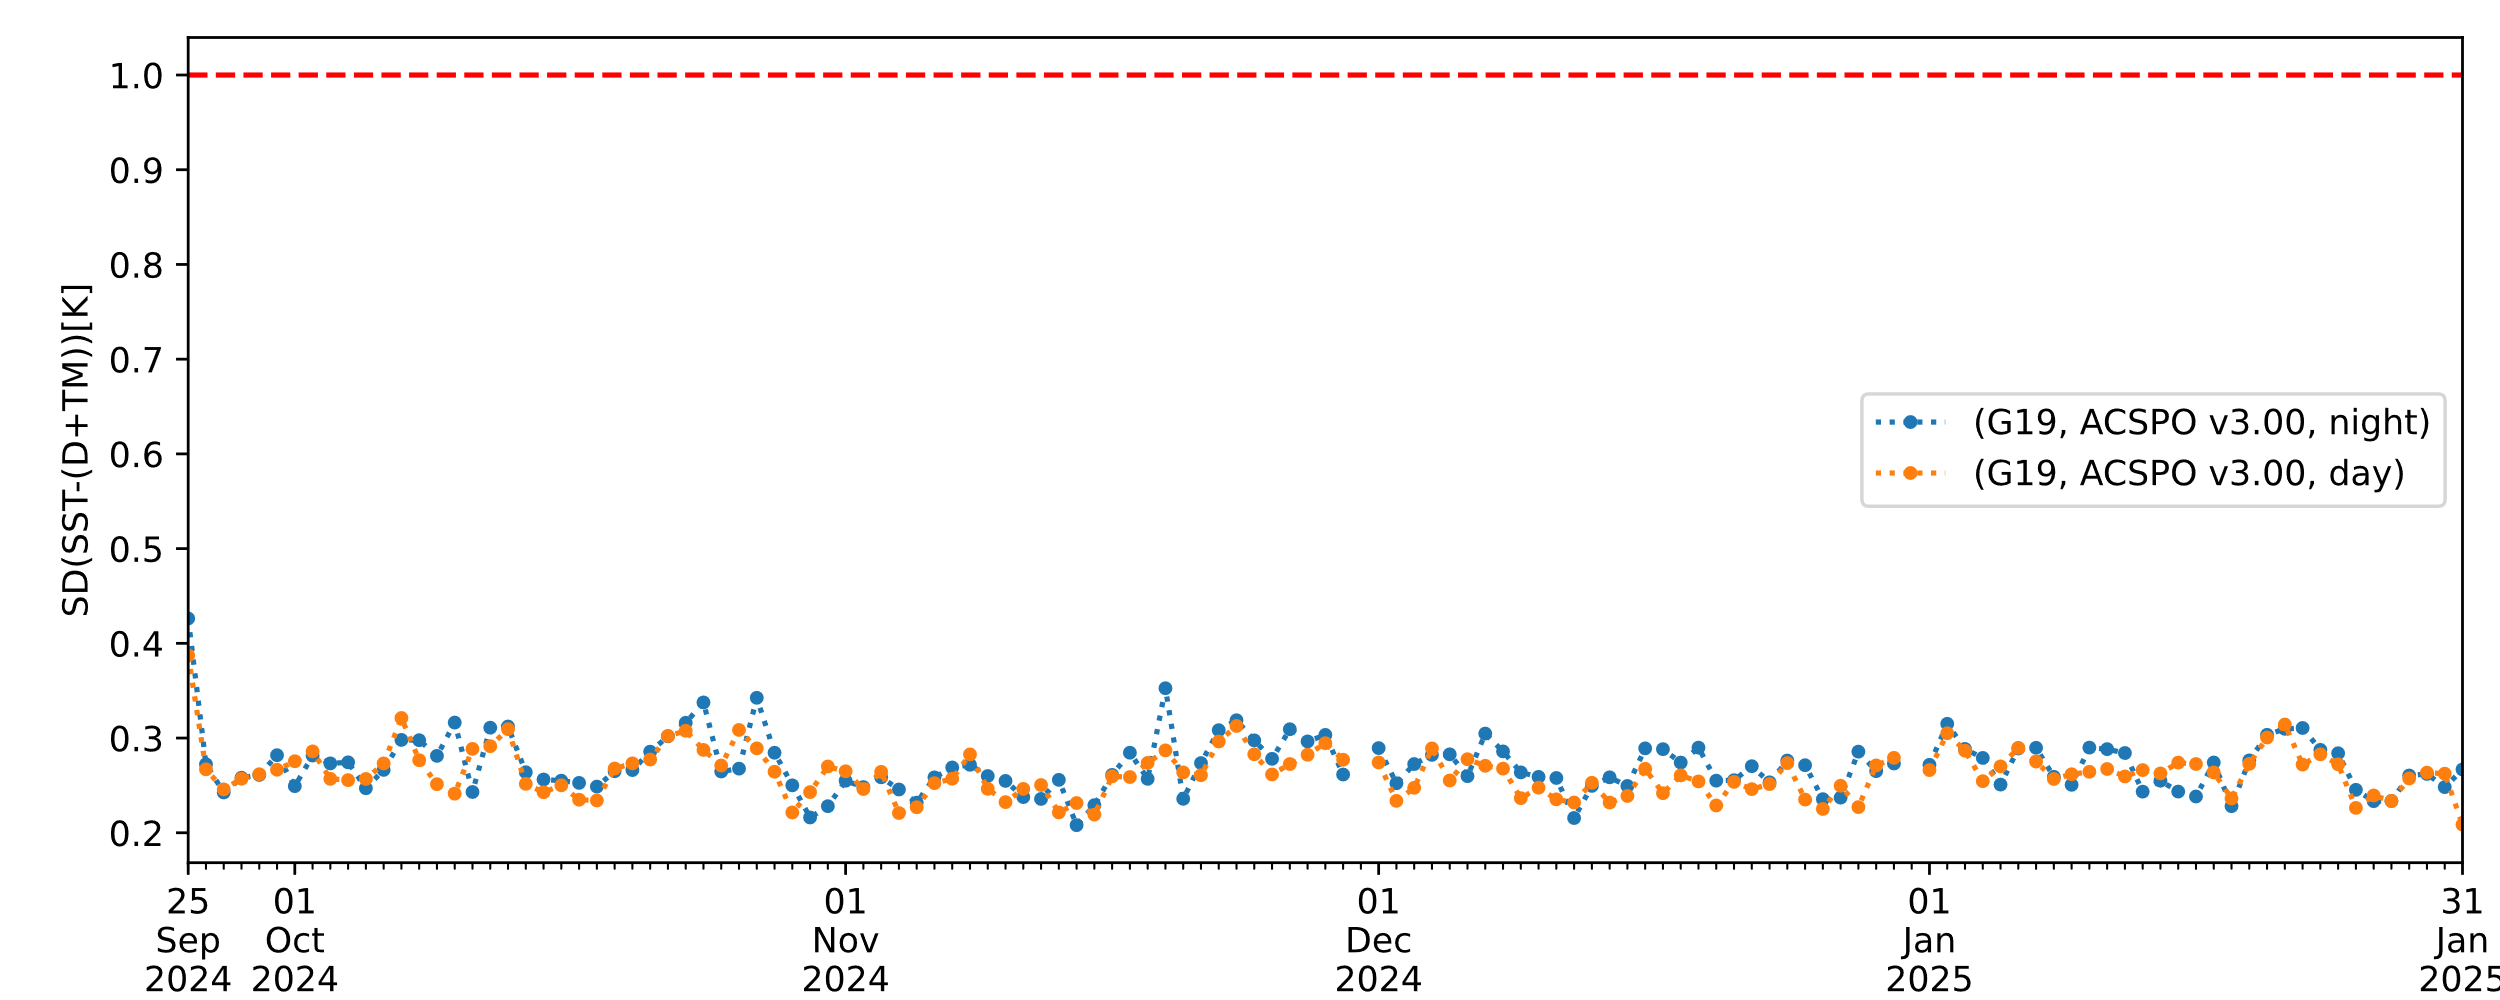 1.0
0.9
0.8
0.7
0.6
0.5
0.4
0.3
0.2
SD(SST-(D+TM))[K]
(G19, ACSPO v3.00, night)
(G19, ACSPO v3.00, day)
25
Sep
2024
01
Oct
2024
01
Nov
2024
01
Dec
2024
01
Jan
2025
31
Jan
2025